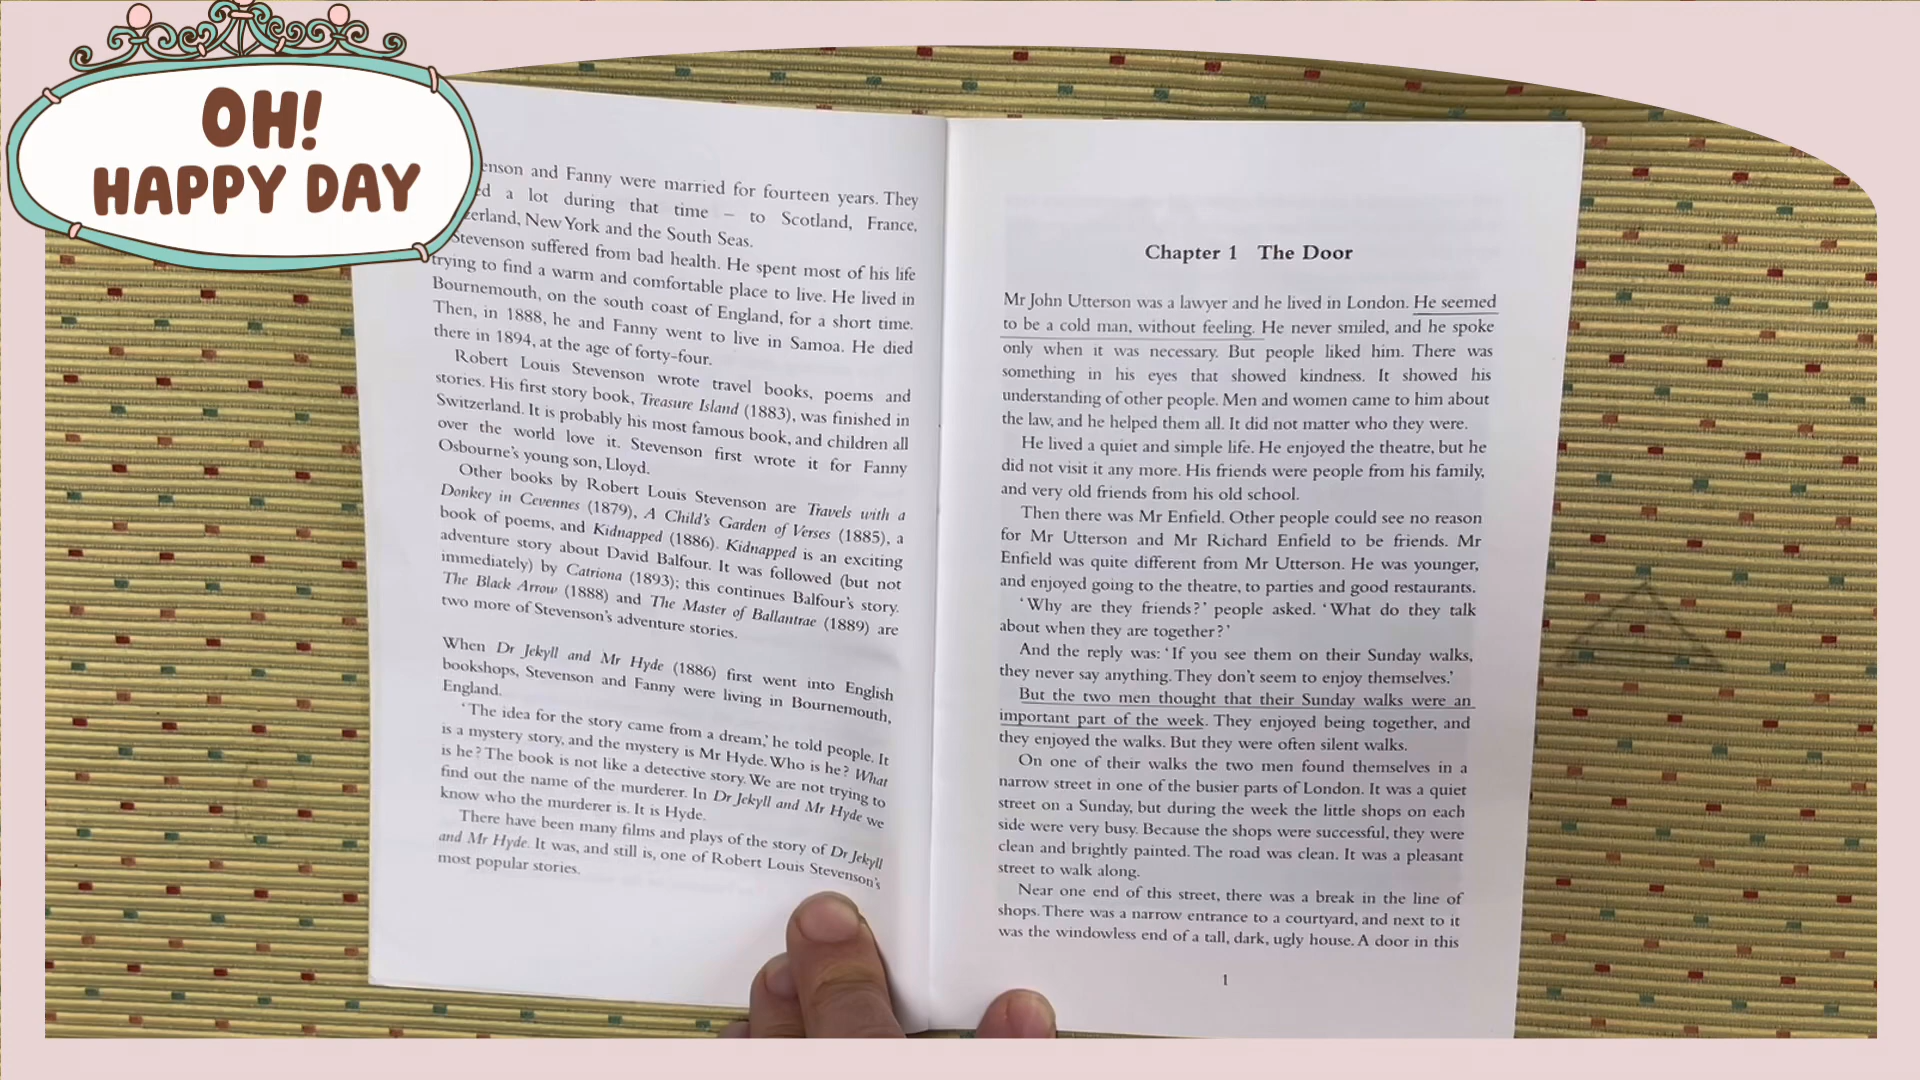 OH!
HAPPY DAY
and Fanny were married for fourteen years. They
a lot during that time – to Scotland, France,
New York and the South Seas.
Stevenson suffered from bad health. He spent most of his life
trying to find a warm and comfortable place to live. He lived in
Bournemouth, on the south coast of England, for a short time.
Then, in 1888, he and Fanny went to live in Samoa. He died
there in 1894, at the age of forty-four.
Robert Louis Stevenson wrote travel books, poems and
stories. His first story book, Treasure Island (1883), was finished in
Switzerland. It is probably his most famous book, and children all
over the world love it. Stevenson first wrote it for Fanny
Osbourne's young son, Lloyd.
Other books by Robert Louis Stevenson are Travels with a
Donkey in Cevennes (1879), A Child's Garden of Verses (1885), a
book of poems, and Kidnapped (1886). Kidnapped is an exciting
adventure story about David Balfour. It was followed (but not
immediately) by Catriona (1893); this continues Balfour's story.
The Black Arrow (1888) and The Master of Ballantrae (1889) are
two more of Stevenson's adventure stories.
When Dr Jekyll and Mr Hyde (1886) first went into English
bookshops, Stevenson and Fanny were living in Bournemouth,
England.
'The idea for the story came from a dream,' he told people. It
is a mystery story, and the mystery is Mr Hyde. Who is he? What
is he? The book is not like a detective story. We are not trying to
find out the name of the murderer. In Dr Jekyll and Mr Hyde we
know who the murderer is. It is Hyde.
There have been many films and plays of the story of Dr Jekyll
and Mr Hyde. It was, and still is, one of Robert Louis Stevenson's
most popular stories.
Chapter 1 The Door
Mr John Utterson was a lawyer and he lived in London. He seemed
to be a cold man, without feeling. He never smiled, and he spoke
only when it was necessary. But people liked him. There was
something in his eyes that showed kindness. It showed his
understanding of other people. Men and women came to him about
the law, and he helped them all. It did not matter who they were.
He lived a quiet and simple life. He enjoyed the theatre, but he
did not visit it any more. His friends were people from his family,
and very old friends from his old school.
Then there was Mr Enfield. Other people could see no reason
for Mr Utterson and Mr Richard Enfield to be friends. Mr
Enfield was quite different from Mr Utterson. He was younger,
and enjoyed going to the theatre, to parties and good restaurants.
'Why are they friends?' people asked. 'What do they talk
about when they are together?'
And the reply was: 'If you see them on their Sunday walks,
they never say anything. They don't seem to enjoy themselves.'
But the two men thought that their Sunday walks were an
important part of the week. They enjoyed being together, and
they enjoyed the walks. But they were often silent walks.
On one of their walks the two men found themselves in a
narrow street in one of the busier parts of London. It was a quiet
street on a Sunday, but during the week the little shops on each
side were very busy. Because the shops were successful, they were
clean and brightly painted. The road was clean. It was a pleasant
street to walk along.
Near one end of this street, there was a break in the line of
shops. There was a narrow entrance to a courtyard, and next to it
was the windowless end of a tall, dark, ugly house. A door in this
1